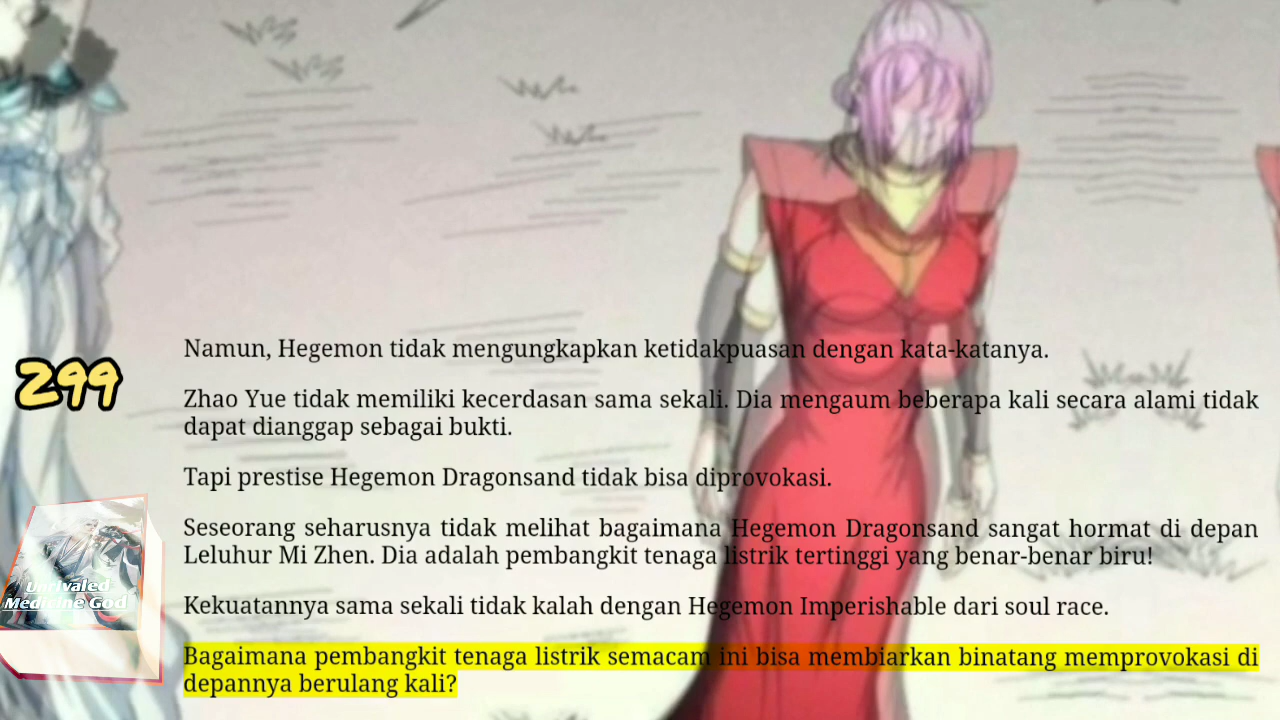 Namun, Hegemon tidak mengungkapkan ketidakpuasan dengan kata-katanya.
299
Zhao Yue tidak memiliki kecerdasan sama sekali. Dia mengaum beberapa kali secara alami tidak
dapat dianggap sebagai bukti.
Tapi prestise Hegemon Dragonsand tidak bisa diprovokasi.
Seseorang seharusnya tidak melihat bagaimana Hegemon Dragonsand sangat hormat di depan
Leluhur Mi Zhen. Dia adalah pembangkit tenaga listrik tertinggi yang benar-benar biru!
Unrivaled
Medicine God
Kekuatannya sama sekali tidak kalah dengan Hegemon Imperishable dari soul race.
Bagaimana pembangkit tenaga listrik semacam ini bisa membiarkan binatang memprovokasi di
depannya berulang kali?